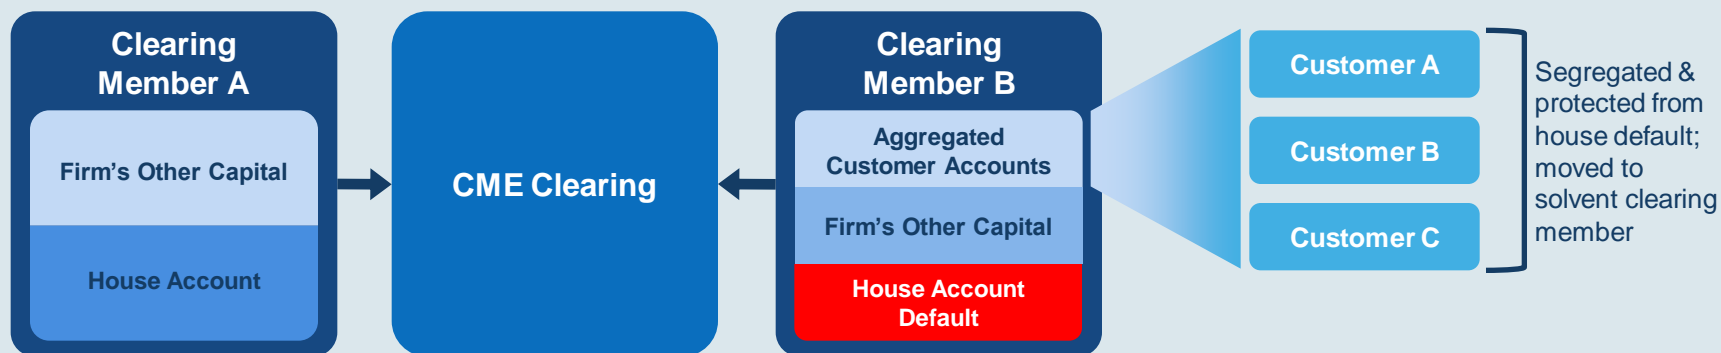 Clearing
Member A
Firm's Other Capital
House Account
CME Clearing
Clearing
Member B
Aggregated
Customer Accounts
Firm's Other Capital
House Account
Default
Customer A
Customer B
Customer C
Segregated &
protected from
house default;
moved to
solvent clearing
member